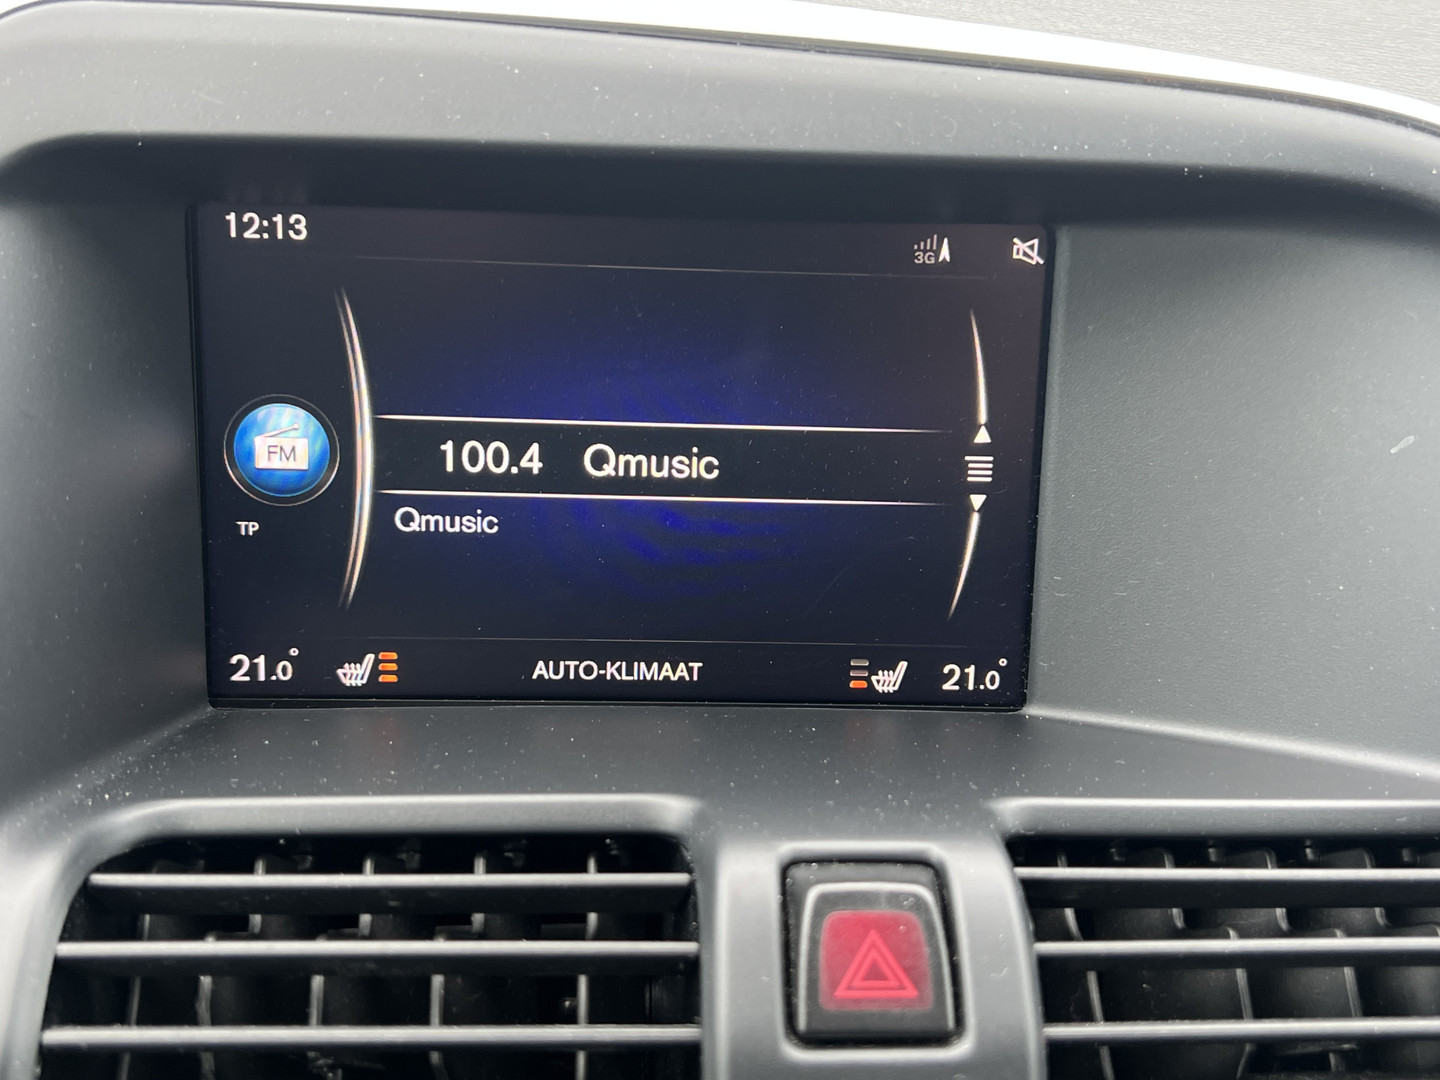 12:13
3G
FM
100.4 Qmusic
TP
Qmusic
21.0° AUTO-KLIMAAT 21.0°